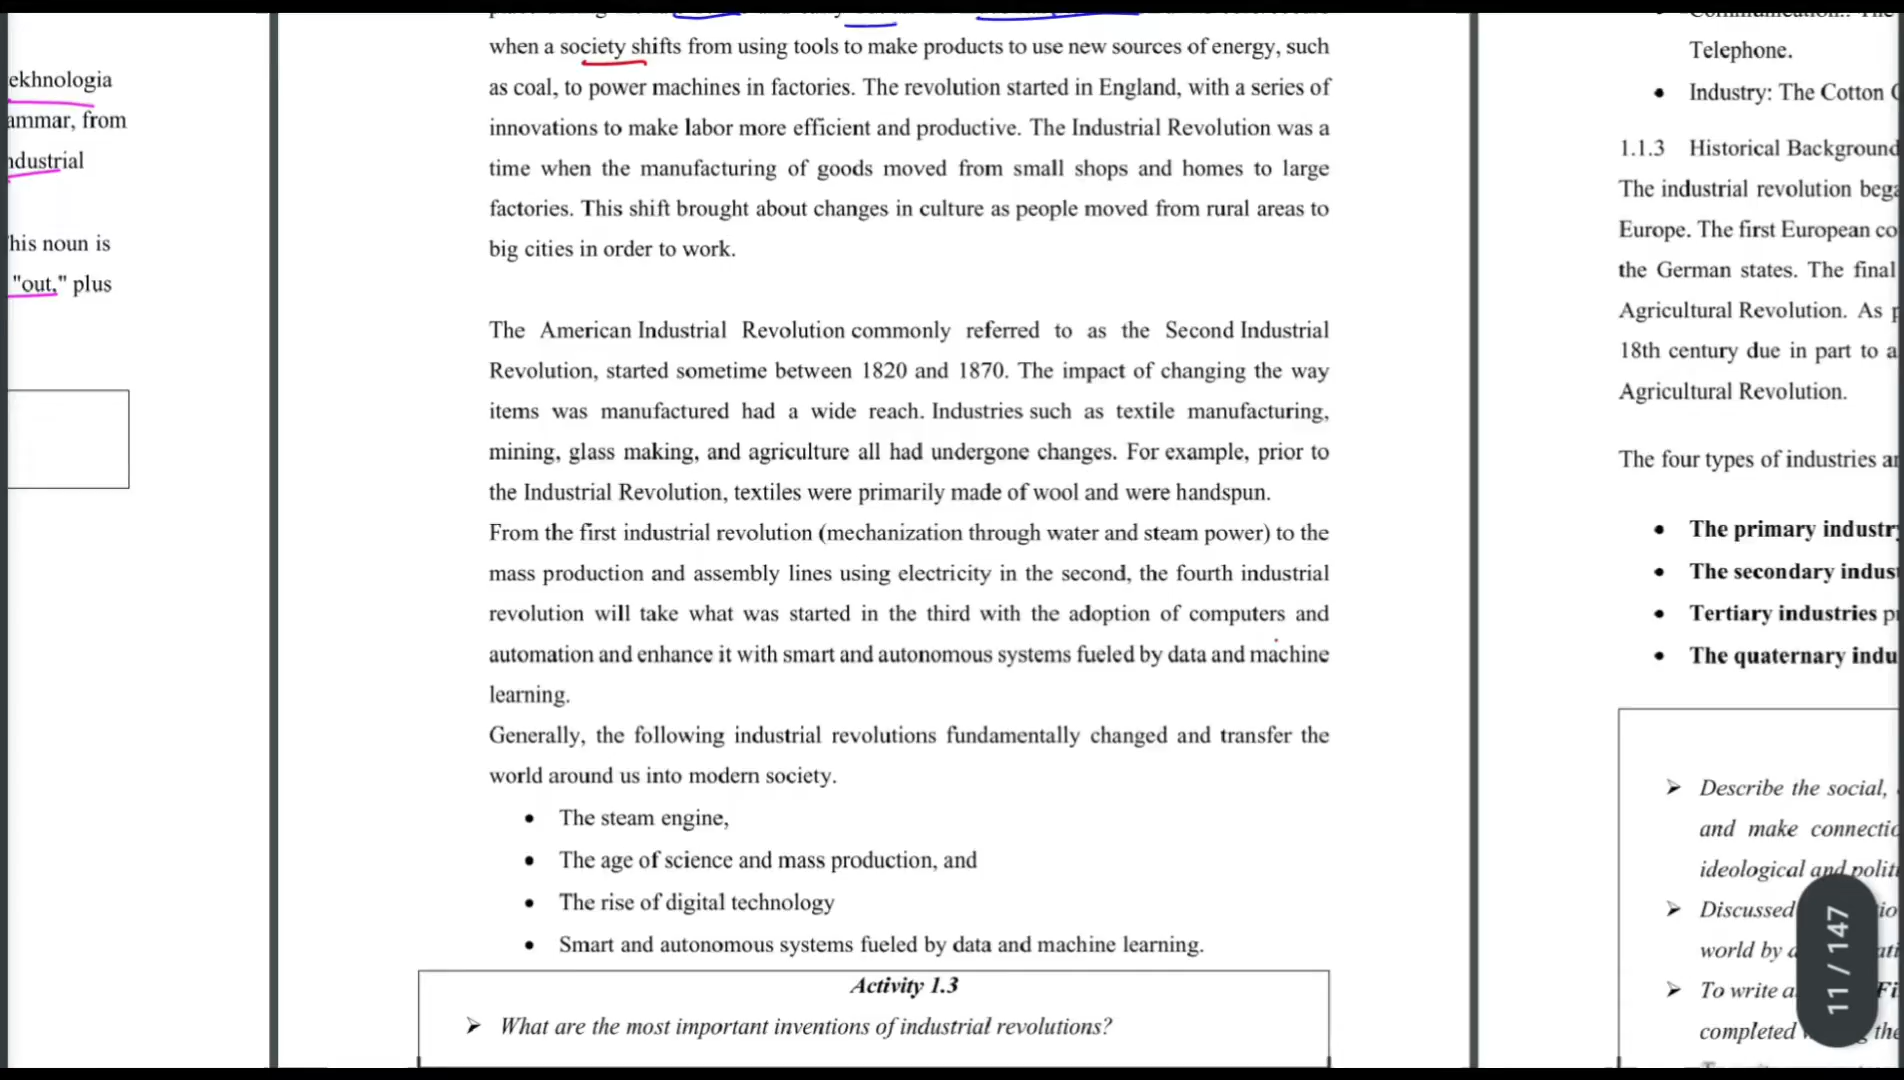 ekhnologia
ammar, from
ndustrial
his noun is
"out," plus
when a society shifts from using tools to make products to use new sources of energy, such
as coal, to power machines in factories. The revolution started in England, with a series of
innovations to make labor more efficient and productive. The Industrial Revolution was a
time when the manufacturing of goods moved from small shops and homes to large
factories. This shift brought about changes in culture as people moved from rural areas to
big cities in order to work.
The American Industrial Revolution commonly referred to as the Second Industrial
Revolution, started sometime between 1820 and 1870. The impact of changing the way
items was manufactured had a wide reach. Industries such as textile manufacturing,
mining, glass making, and agriculture all had undergone changes. For example, prior to
the Industrial Revolution, textiles were primarily made of wool and were handspun.
From the first industrial revolution (mechanization through water and steam power) to the
mass production and assembly lines using electricity in the second, the fourth industrial
revolution will take what was started in the third with the adoption of computers and
automation and enhance it with smart and autonomous systems fueled by data and machine
learning.
Generally, the following industrial revolutions fundamentally changed and transfer the
world around us into modern society.
• The steam engine,
• The age of science and mass production, and
• The rise of digital technology
• Smart and autonomous systems fueled by data and machine learning.
Activity 1.3
➢ What are the most important inventions of industrial revolutions?
Telephone.
• Industry: The Cotton
1.1.3 Historical Background
The industrial revolution bega
Europe. The first European co
the German states. The final
Agricultural Revolution. As
18th century due in part to a
Agricultural Revolution.
The four types of industries a
• The primary industr
• The secondary indus
• Tertiary industries
• The quaternary indu
➢ Describe the social,
and make connectio
ideological and politi
➢ Discussed
world by
➢ To write a
completed
11 / 147